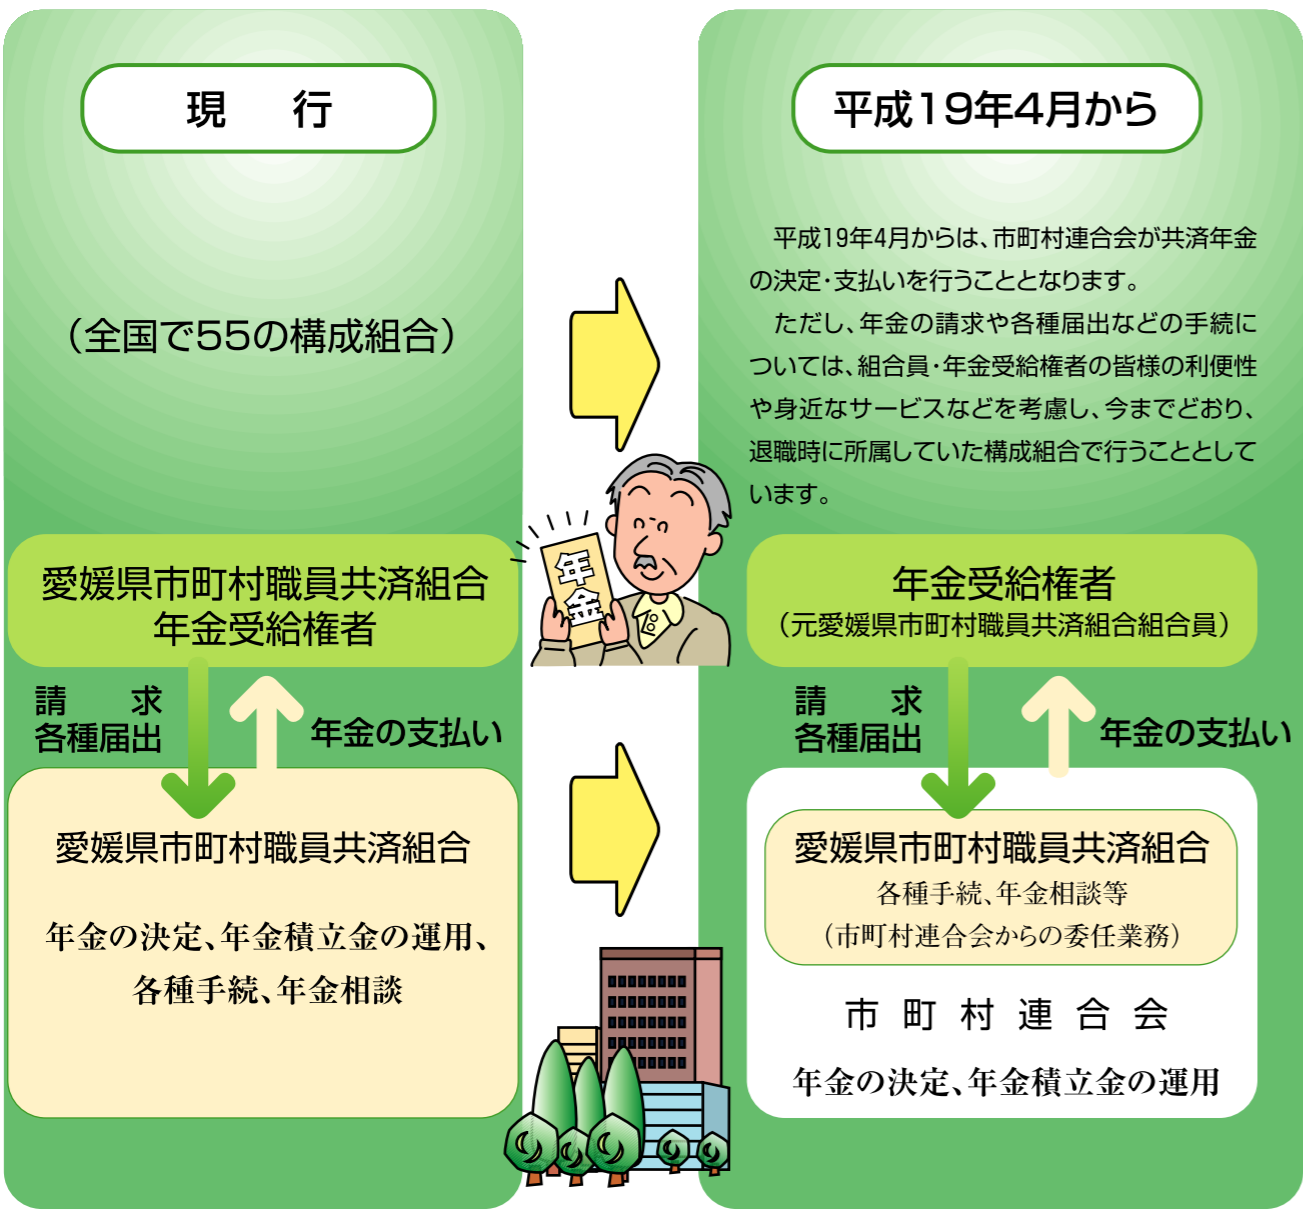 現　行
（全国で55の構成組合）
愛媛県市町村職員共済組合
年金受給権者
請　求
各種届出
年金の支払い
愛媛県市町村職員共済組合
年金の決定、年金積立金の運用、
各種手続、年金相談
年金
平成19年4月から
平成19年4月からは、市町村連合会が共済年金
の決定・支払いを行うこととなります。
ただし、年金の請求や各種届出などの手続に
ついては、組合員・年金受給権者の皆様の利便性
や身近なサービスなどを考慮し、今までどおり、
退職時に所属していた構成組合で行うこととして
います。
年金受給権者
（元愛媛県市町村職員共済組合組合員）
請　求
各種届出
年金の支払い
愛媛県市町村職員共済組合
各種手続、年金相談等
（市町村連合会からの委任業務）
市町村連合会
年金の決定、年金積立金の運用